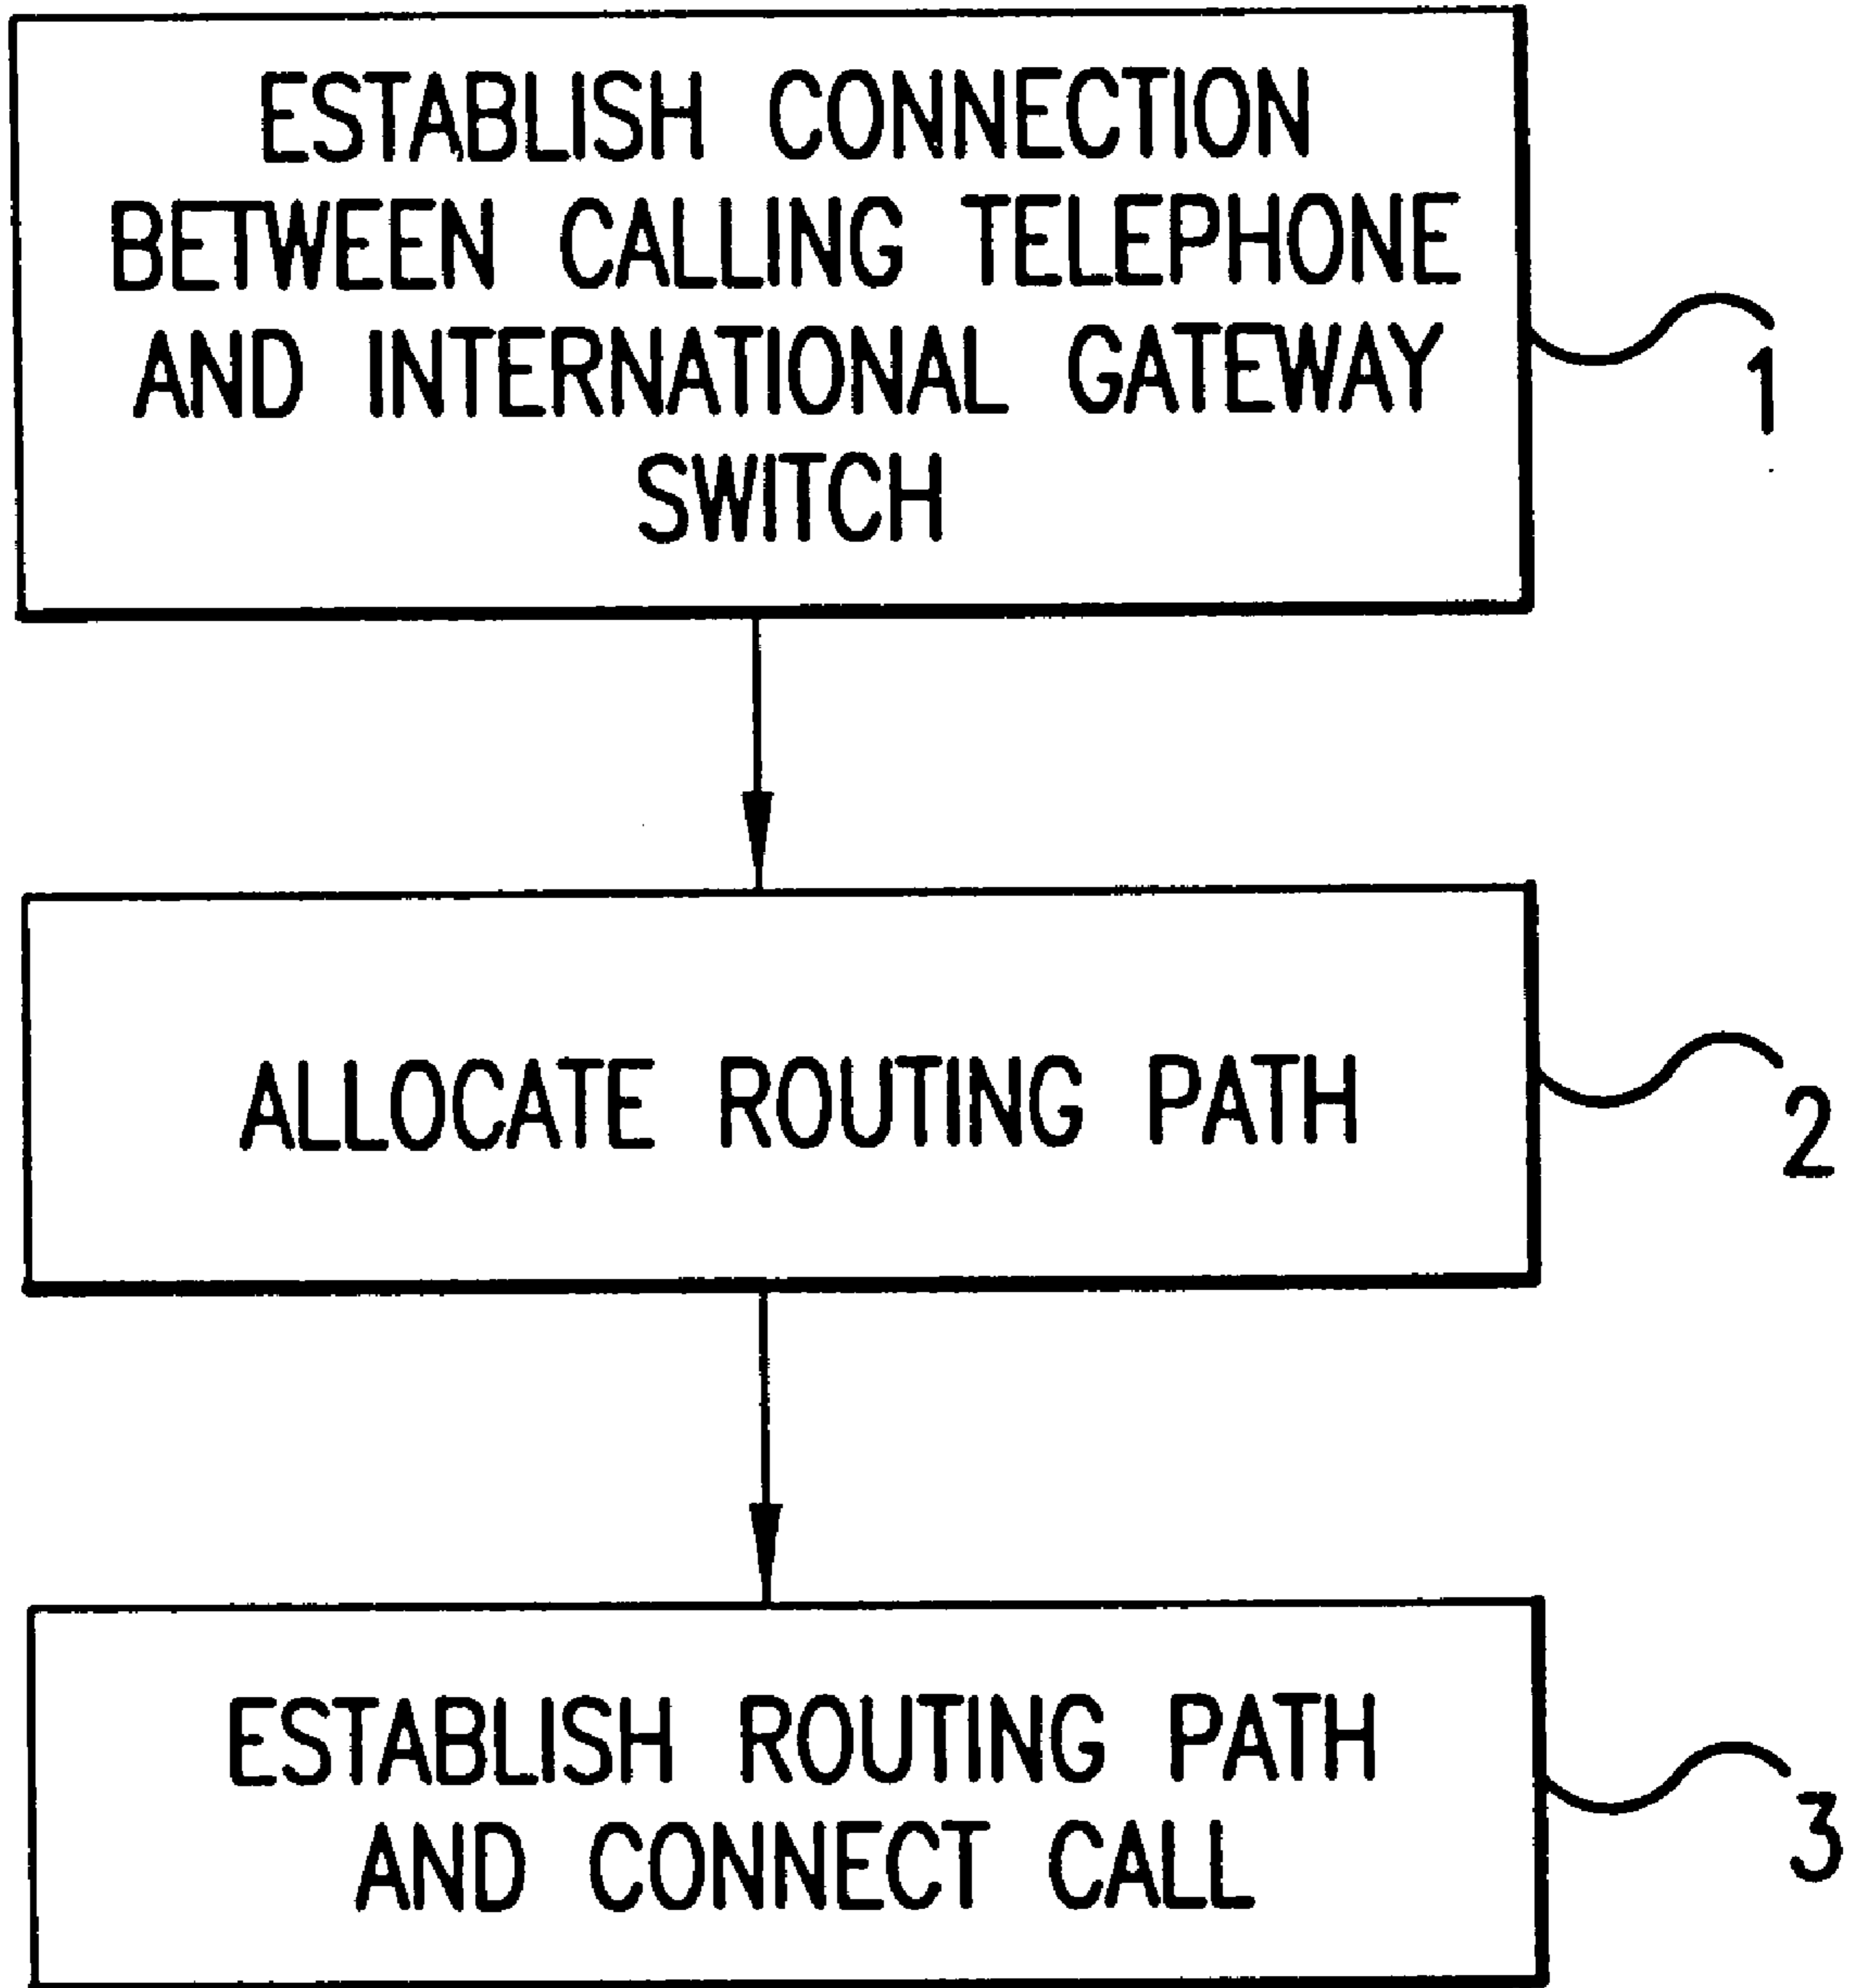 ESTABLISH CONNECTION
BETWEEN CALLING TELEPHONE
AND INTERNATIONAL GATEWAY
SWITCH
1
ALLOCATE ROUTING PATH
2
ESTABLISH ROUTING PATH
AND CONNECT CALL
3